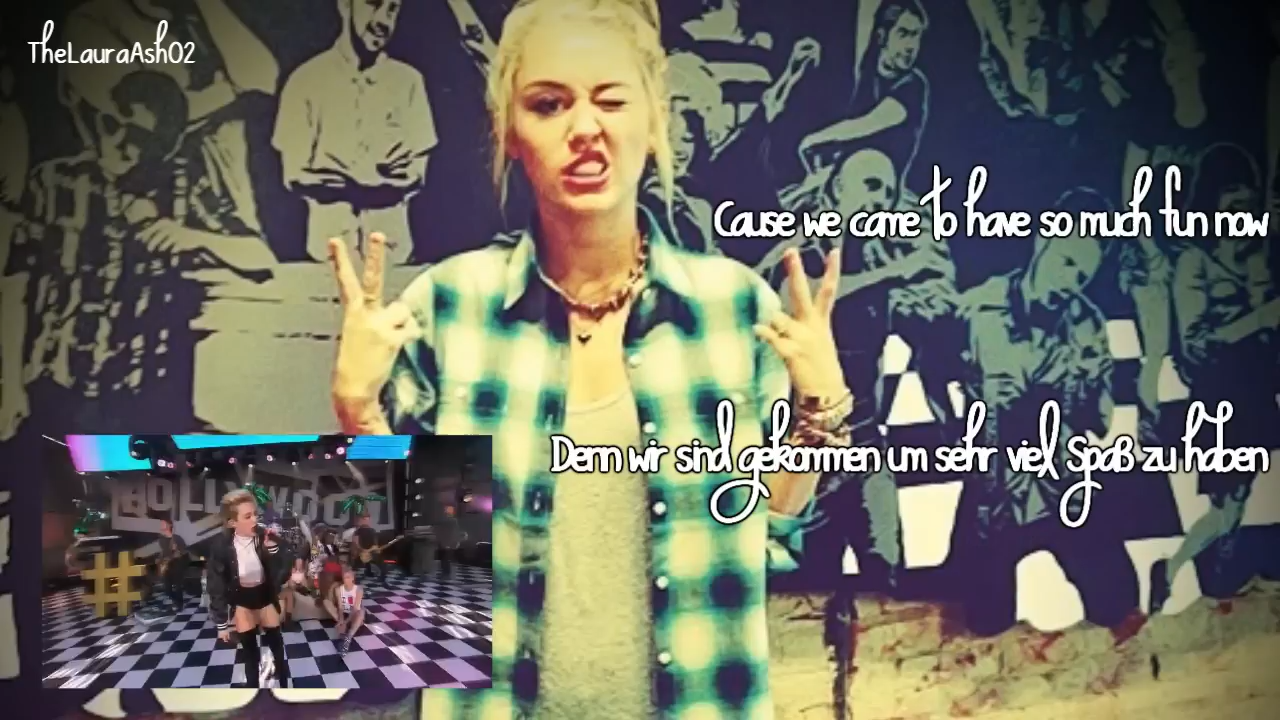 TheLauraAsh02
Cause we came to have so much fun now
Denn wir sind gekommen um sehr viel Spaß zu haben
HOLLYWOOD
#